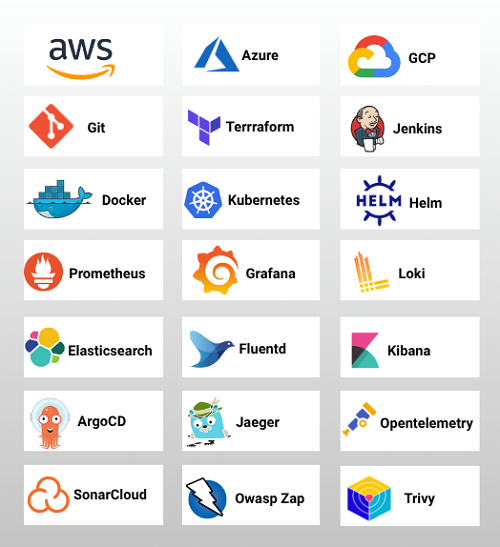 aws
Azure
GCP
Git
Terrraform
Jenkins
Docker
Kubernetes
HELM Helm
Prometheus
Grafana
Loki
Elasticsearch
Fluentd
Kibana
ArgoCD
Jaeger
Opentelemetry
SonarCloud
Owasp Zap
Trivy